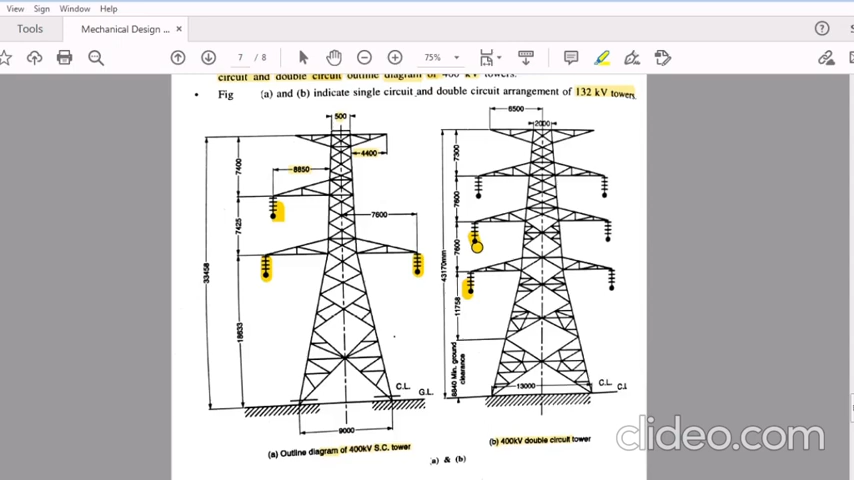 View Sign Window Help
Tools Mechanical Design ... × ?
7 / 8 75%
circuit and double circuit outline diagram of 400 kV towers.
• Fig (a) and (b) indicate single circuit and double circuit arrangement of 132 kV towers.
500
6500
2000
4400
7400
8850
7300
7600
7600
7425
7600
33458
43170mm
18633
11758
8840 Min. ground
clearance
13000
C.L.
G.L.
C.L
C.L
9000
(a) Outline diagram of 400kV S.C. tower
(b) 400kV double circuit tower
a) & (b)
clideo.com